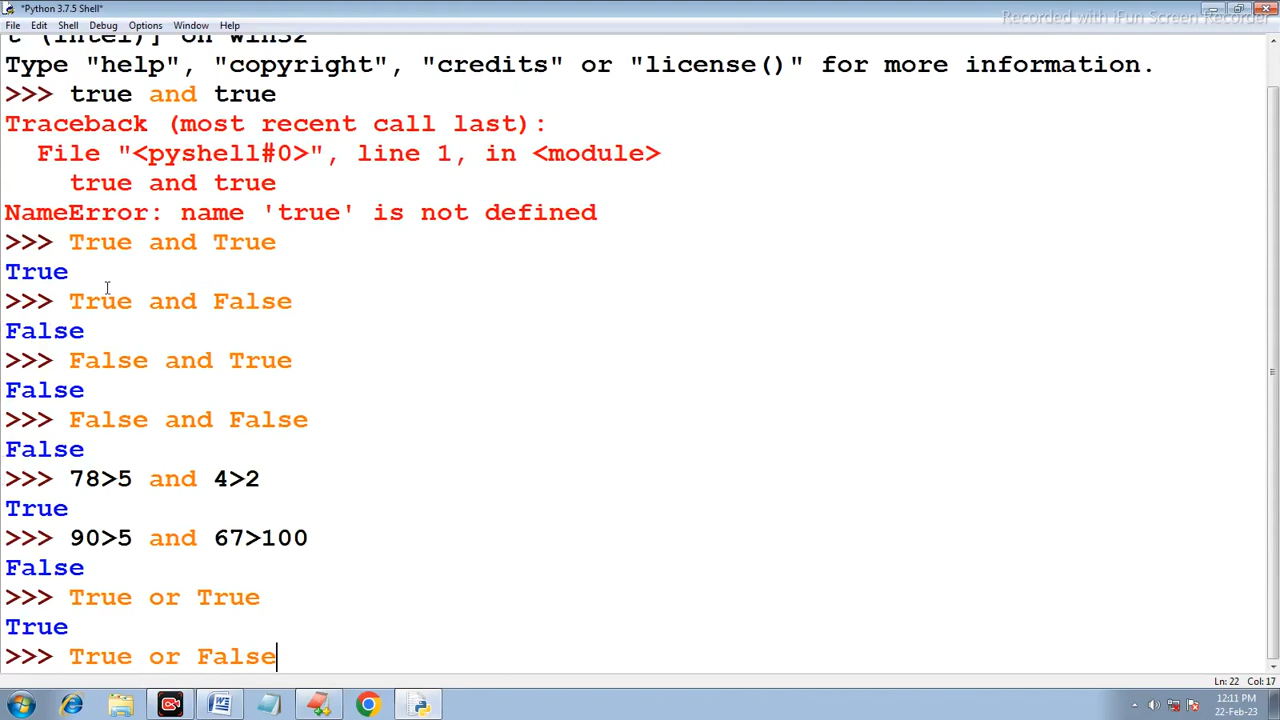 *Python 3.7.5 Shell*
Recorded with iFun Screen Recorder
File Edit Shell Debug Options Window Help
t (Intel)] on win32
Type "help", "copyright", "credits" or "license()" for more information.
>>> true and true
Traceback (most recent call last):
  File "<pyshell#0>", line 1, in <module>
    true and true
NameError: name 'true' is not defined
>>> True and True
True
>>> True and False
False
>>> False and True
False
>>> False and False
False
>>> 78>5 and 4>2
True
>>> 90>5 and 67>100
False
>>> True or True
True
>>> True or False
Ln: 22 Col: 17
12:11 PM
22-Feb-23